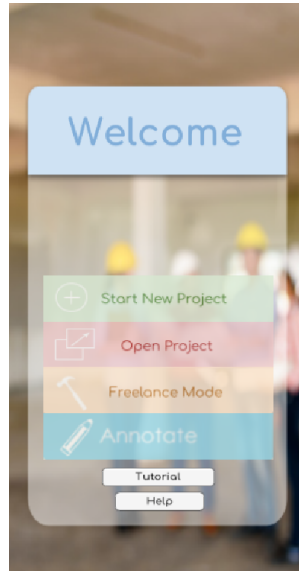 Welcome
Start New Project
Open Project
Freelance Mode
Annotate
Tutorial
Help